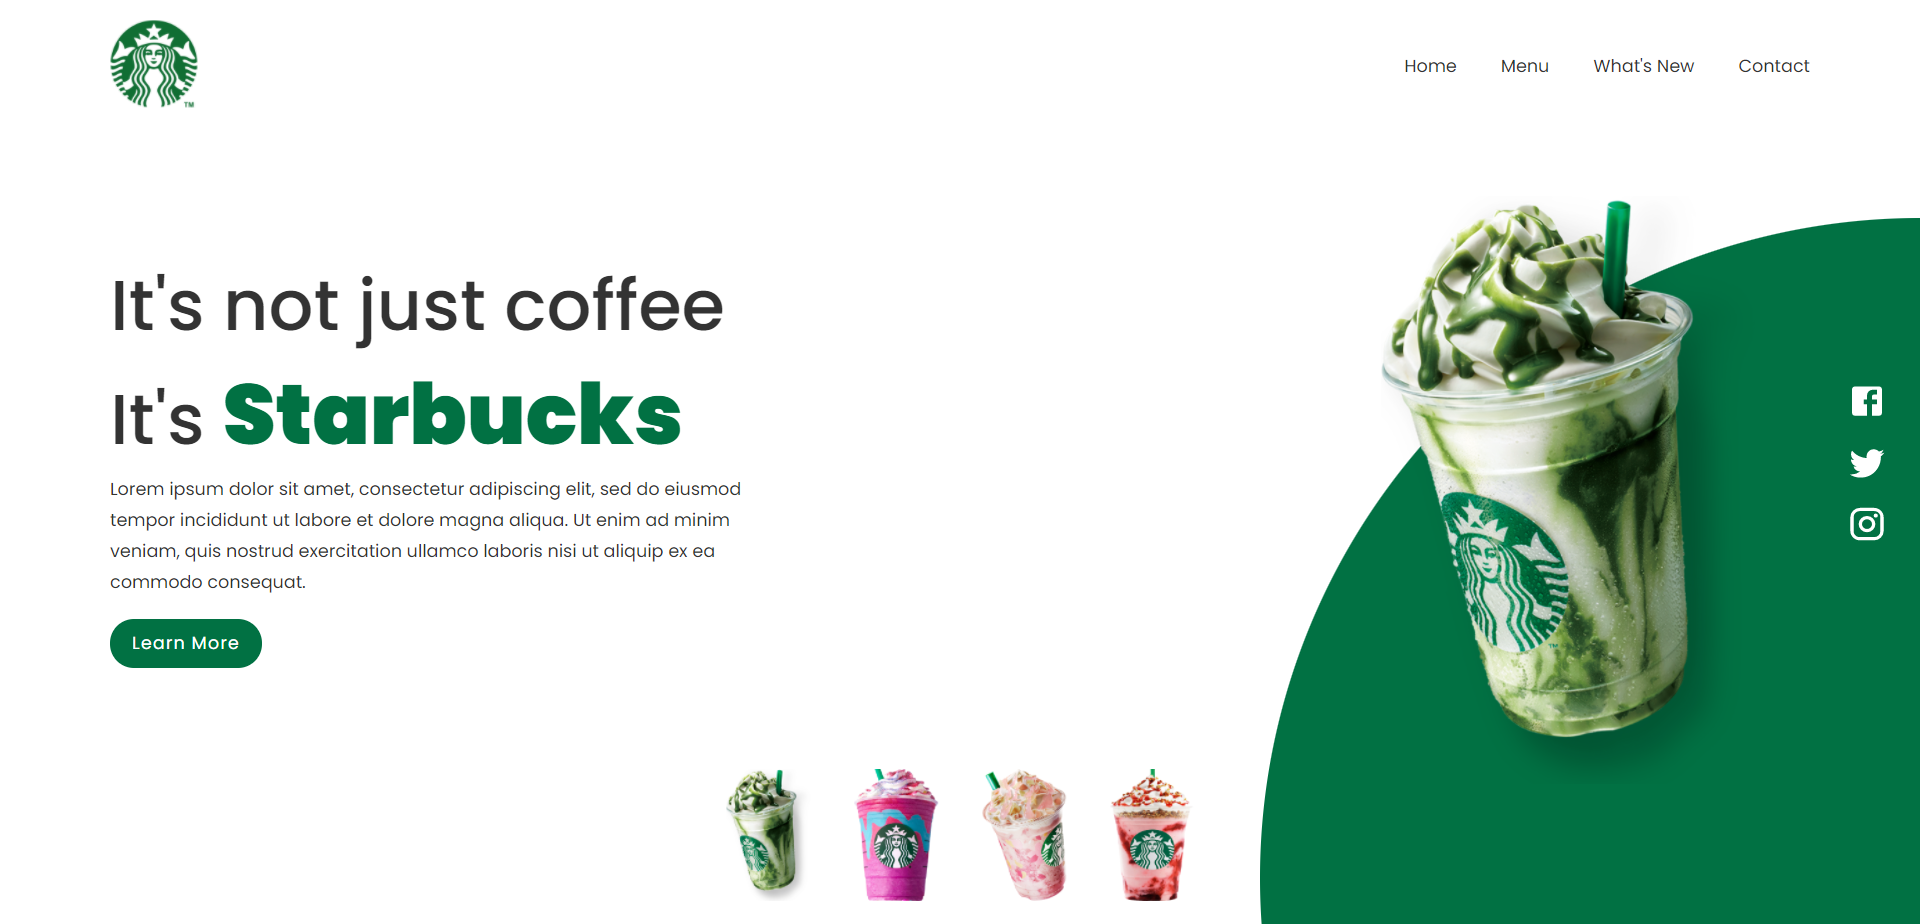 TM
Home Menu What's New Contact
It's not just coffee
It's Starbucks
Lorem ipsum dolor sit amet, consectetur adipiscing elit, sed do eiusmod
tempor incididunt ut labore et dolore magna aliqua. Ut enim ad minim
veniam, quis nostrud exercitation ullamco laboris nisi ut aliquip ex ea
commodo consequat.
Learn More
TM